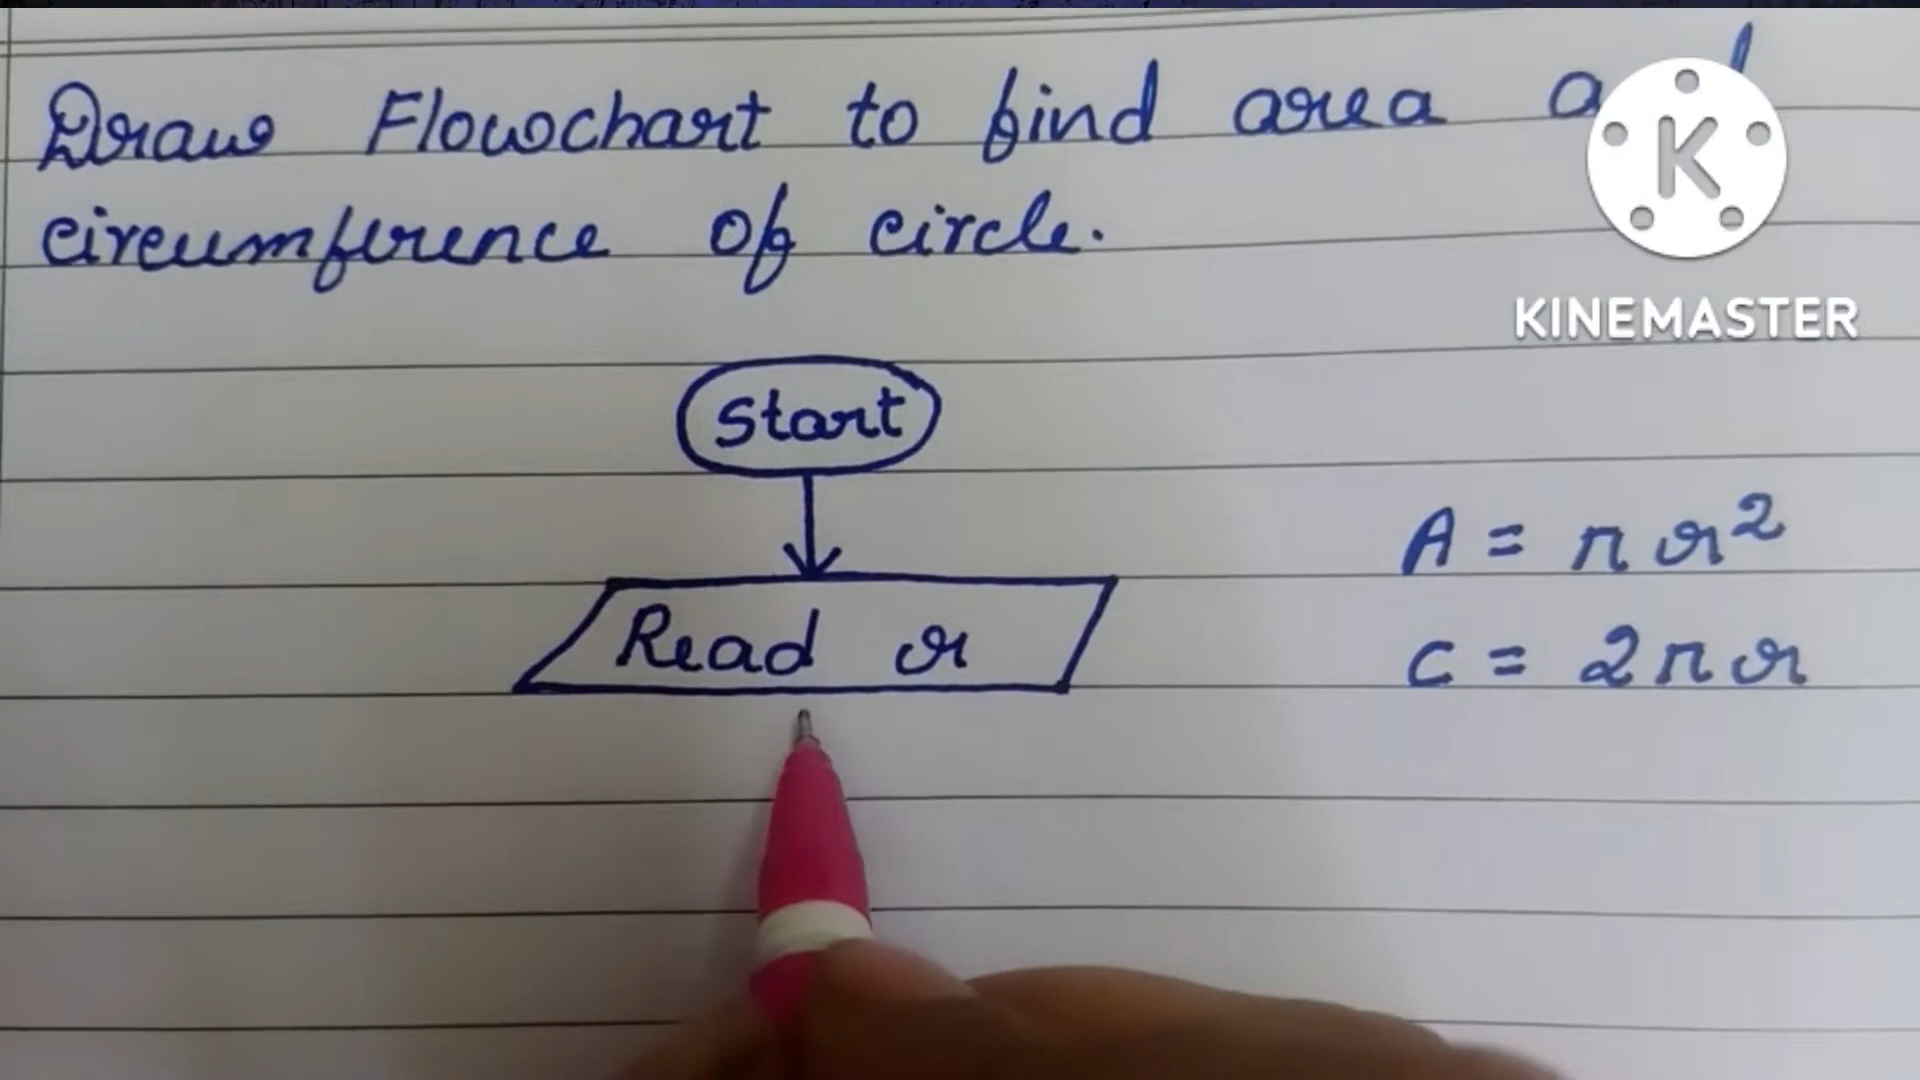 Draw Flowchart to find area
circumference of circle.
K
KINEMASTER
Start
Read r
A = πr²
C = 2πr